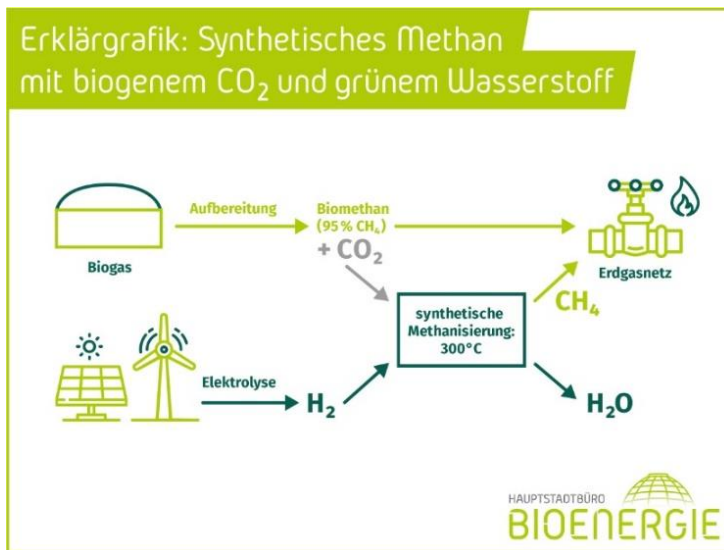 Erklärgrafik: Synthetisches Methan
mit biogenem CO₂ und grünem Wasserstoff
Aufbereitung
Biomethan
(95 % CH₄)
+ CO₂
Biogas
Erdgasnetz
synthetische
Methanisierung:
300°C
CH₄
Elektrolyse
H₂
H₂O
HAUPTSTADTBÜRO
BIOENERGIE